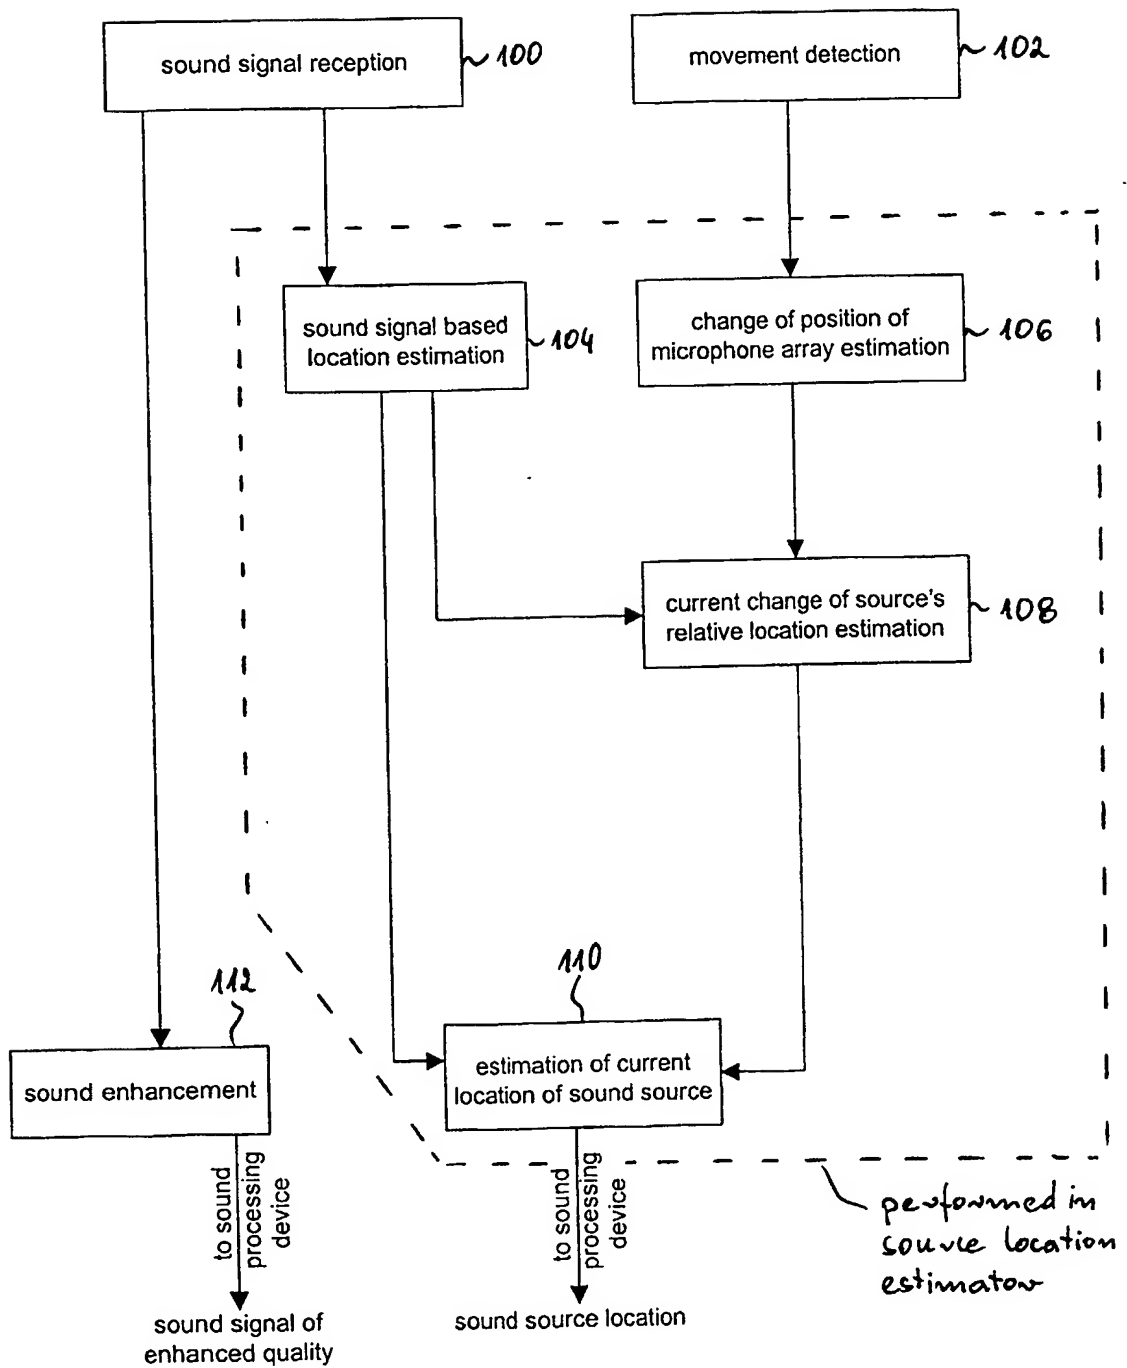 sound signal reception
100
movement detection
102
sound signal based
location estimation
104
change of position of
microphone array estimation
106
current change of source's
relative location estimation
108
110
112
sound enhancement
estimation of current
location of sound source
to sound
processing
device
to sound
processing
device
performed in
source location
estimator
sound signal of
enhanced quality
sound source location